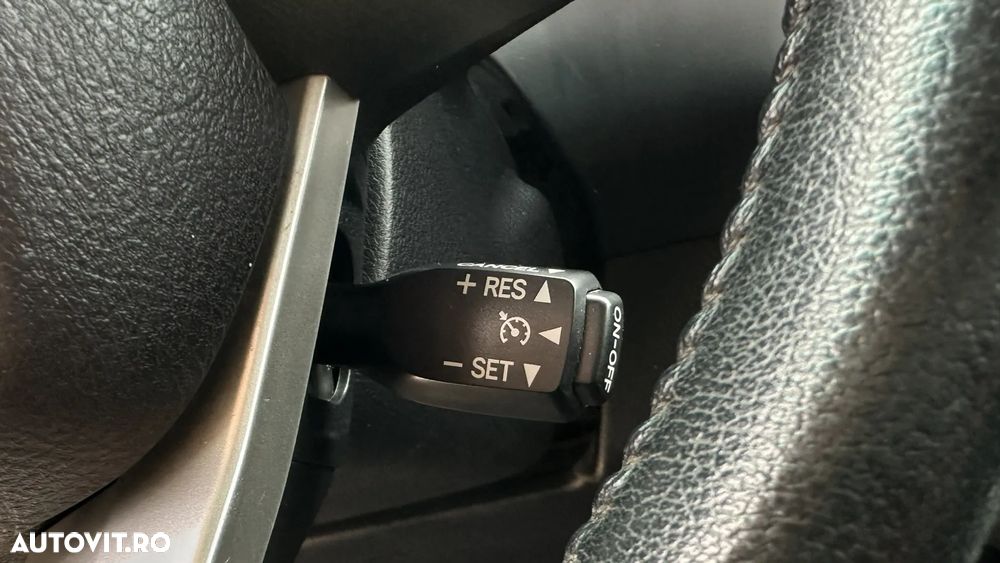 CANCEL
+ RES ▲
◀
− SET ▼
ON-OFF
AUTOVIT.RO